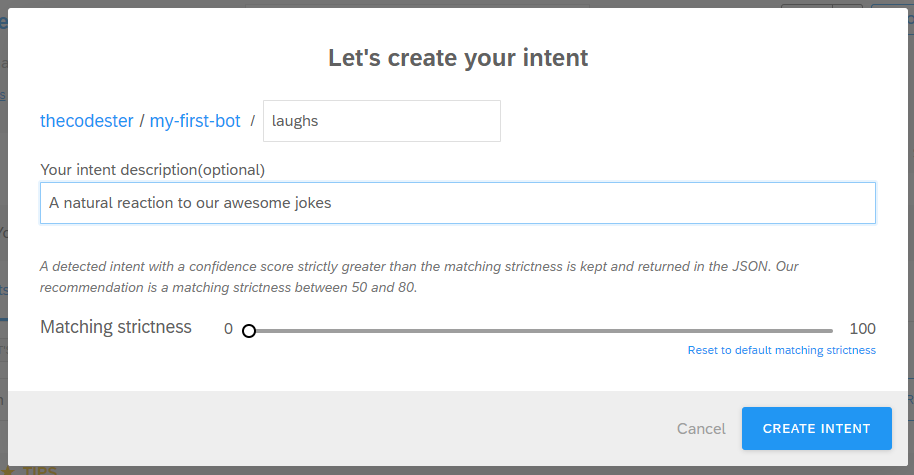 Let's create your intent
thecodester / my-first-bot / laughs
Your intent description(optional)
A natural reaction to our awesome jokes
A detected intent with a confidence score strictly greater than the matching strictness is kept and returned in the JSON. Our
recommendation is a matching strictness between 50 and 80.
Matching strictness 0 100
Reset to default matching strictness
Cancel CREATE INTENT
TIPS